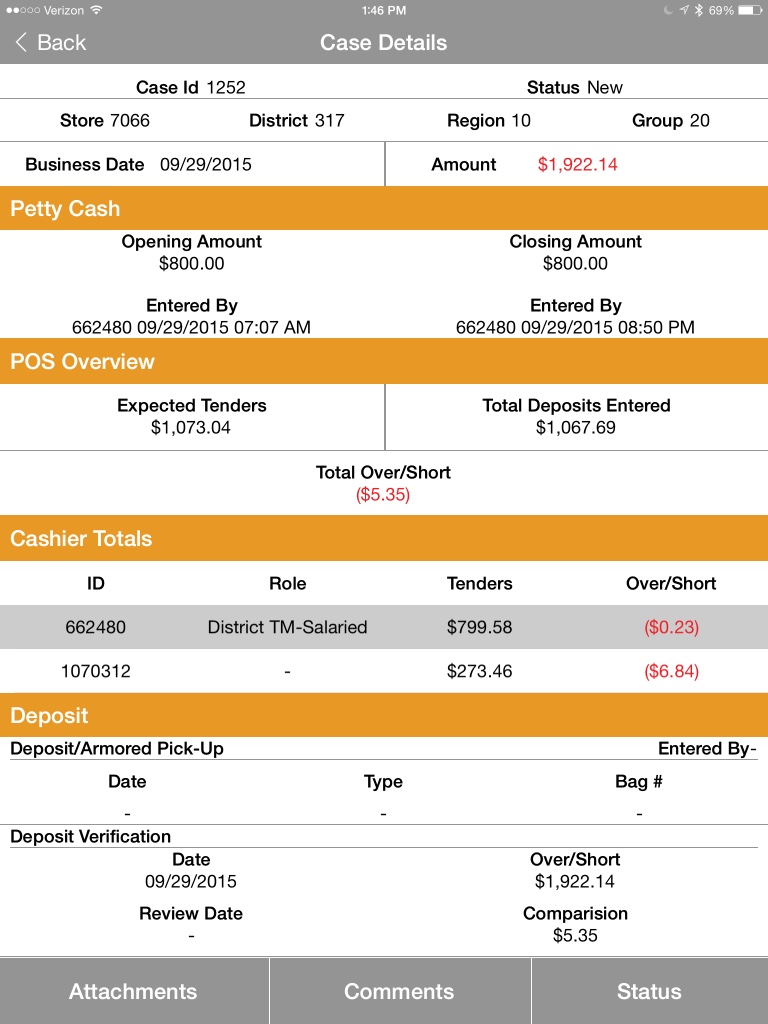 Verizon 1:46 PM 69%
Back Case Details
Case Id 1252 Status New
Store 7066 District 317 Region 10 Group 20
Business Date 09/29/2015 Amount $1,922.14
Petty Cash
Opening Amount Closing Amount
$800.00 $800.00
Entered By Entered By
662480 09/29/2015 07:07 AM 662480 09/29/2015 08:50 PM
POS Overview
Expected Tenders Total Deposits Entered
$1,073.04 $1,067.69
Total Over/Short
($5.35)
Cashier Totals
ID Role Tenders Over/Short
662480 District TM-Salaried $799.58 ($0.23)
1070312 - $273.46 ($6.84)
Deposit
Deposit/Armored Pick-Up Entered By-
Date Type Bag #
- - -
Deposit Verification
Date Over/Short
09/29/2015 $1,922.14
Review Date Comparision
- $5.35
Attachments Comments Status